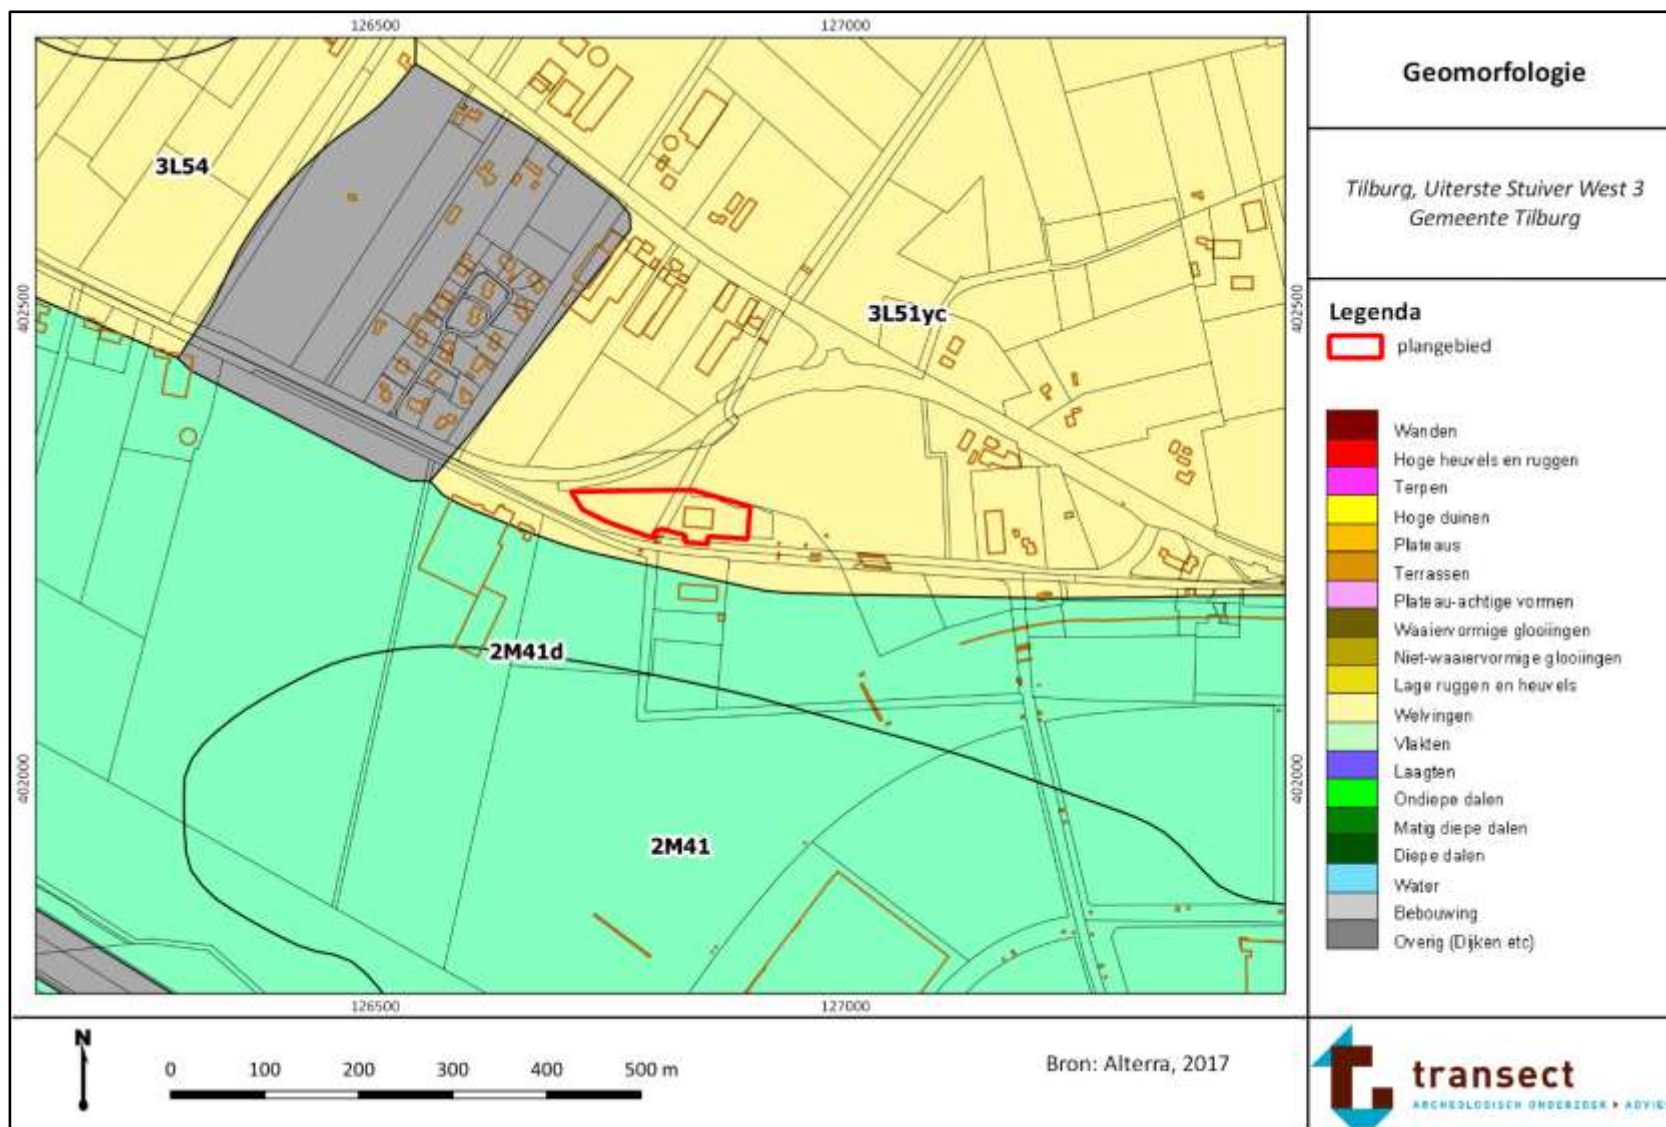 126500
127000
Geomorfologie
3L54
Tilburg, Uiterste Stuiver West 3
Gemeente Tilburg
402500
402500
3L51yc
Legenda
plangebied
Wanden
Hoge heuvels en ruggen
Terpen
Hoge duinen
Plateaus
Terrassen
Plateau-achtige vormen
Waaiervormige glooiingen
Niet-waaiervormige glooiingen
Lage ruggen en heuvels
Welvingen
Vlakten
Laagten
Ondiepe dalen
Matig diepe dalen
Diepe dalen
Water
Bebouwing
Overig (Dijken etc)
2M41d
402000
402000
2M41
126500
127000
N
0 100 200 300 400 500 m
Bron: Alterra, 2017
transect
ARCHEOLOGISCH ONDERZOEK ▸ ADVIES